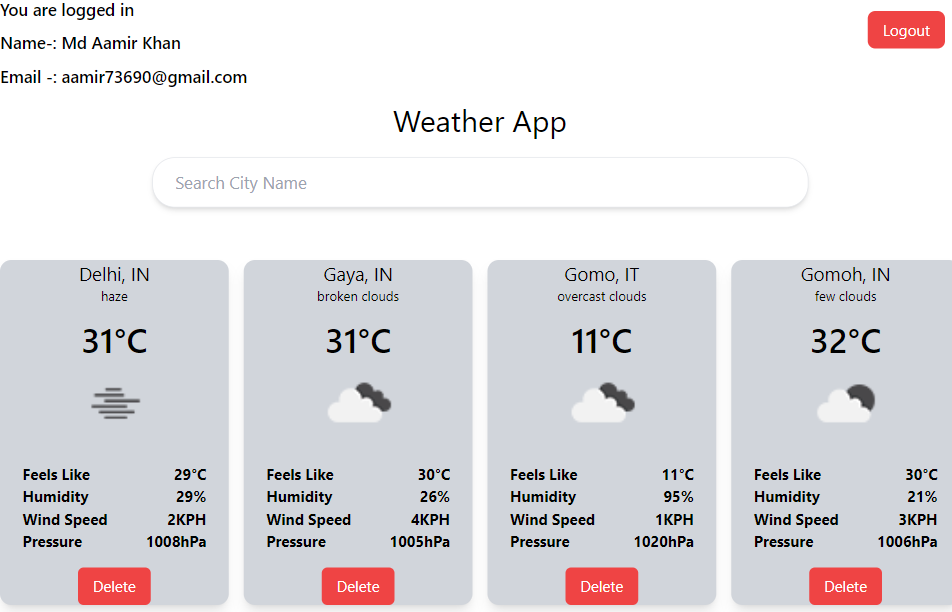 You are logged in
Logout
Name-: Md Aamir Khan
Email -: aamir73690@gmail.com
Weather App
Search City Name
Delhi, IN
haze
31°C
Feels Like 29°C
Humidity 29%
Wind Speed 2KPH
Pressure 1008hPa
Delete
Gaya, IN
broken clouds
31°C
Feels Like 30°C
Humidity 26%
Wind Speed 4KPH
Pressure 1005hPa
Delete
Gomo, IT
overcast clouds
11°C
Feels Like 11°C
Humidity 95%
Wind Speed 1KPH
Pressure 1020hPa
Delete
Gomoh, IN
few clouds
32°C
Feels Like 30°C
Humidity 21%
Wind Speed 3KPH
Pressure 1006hPa
Delete